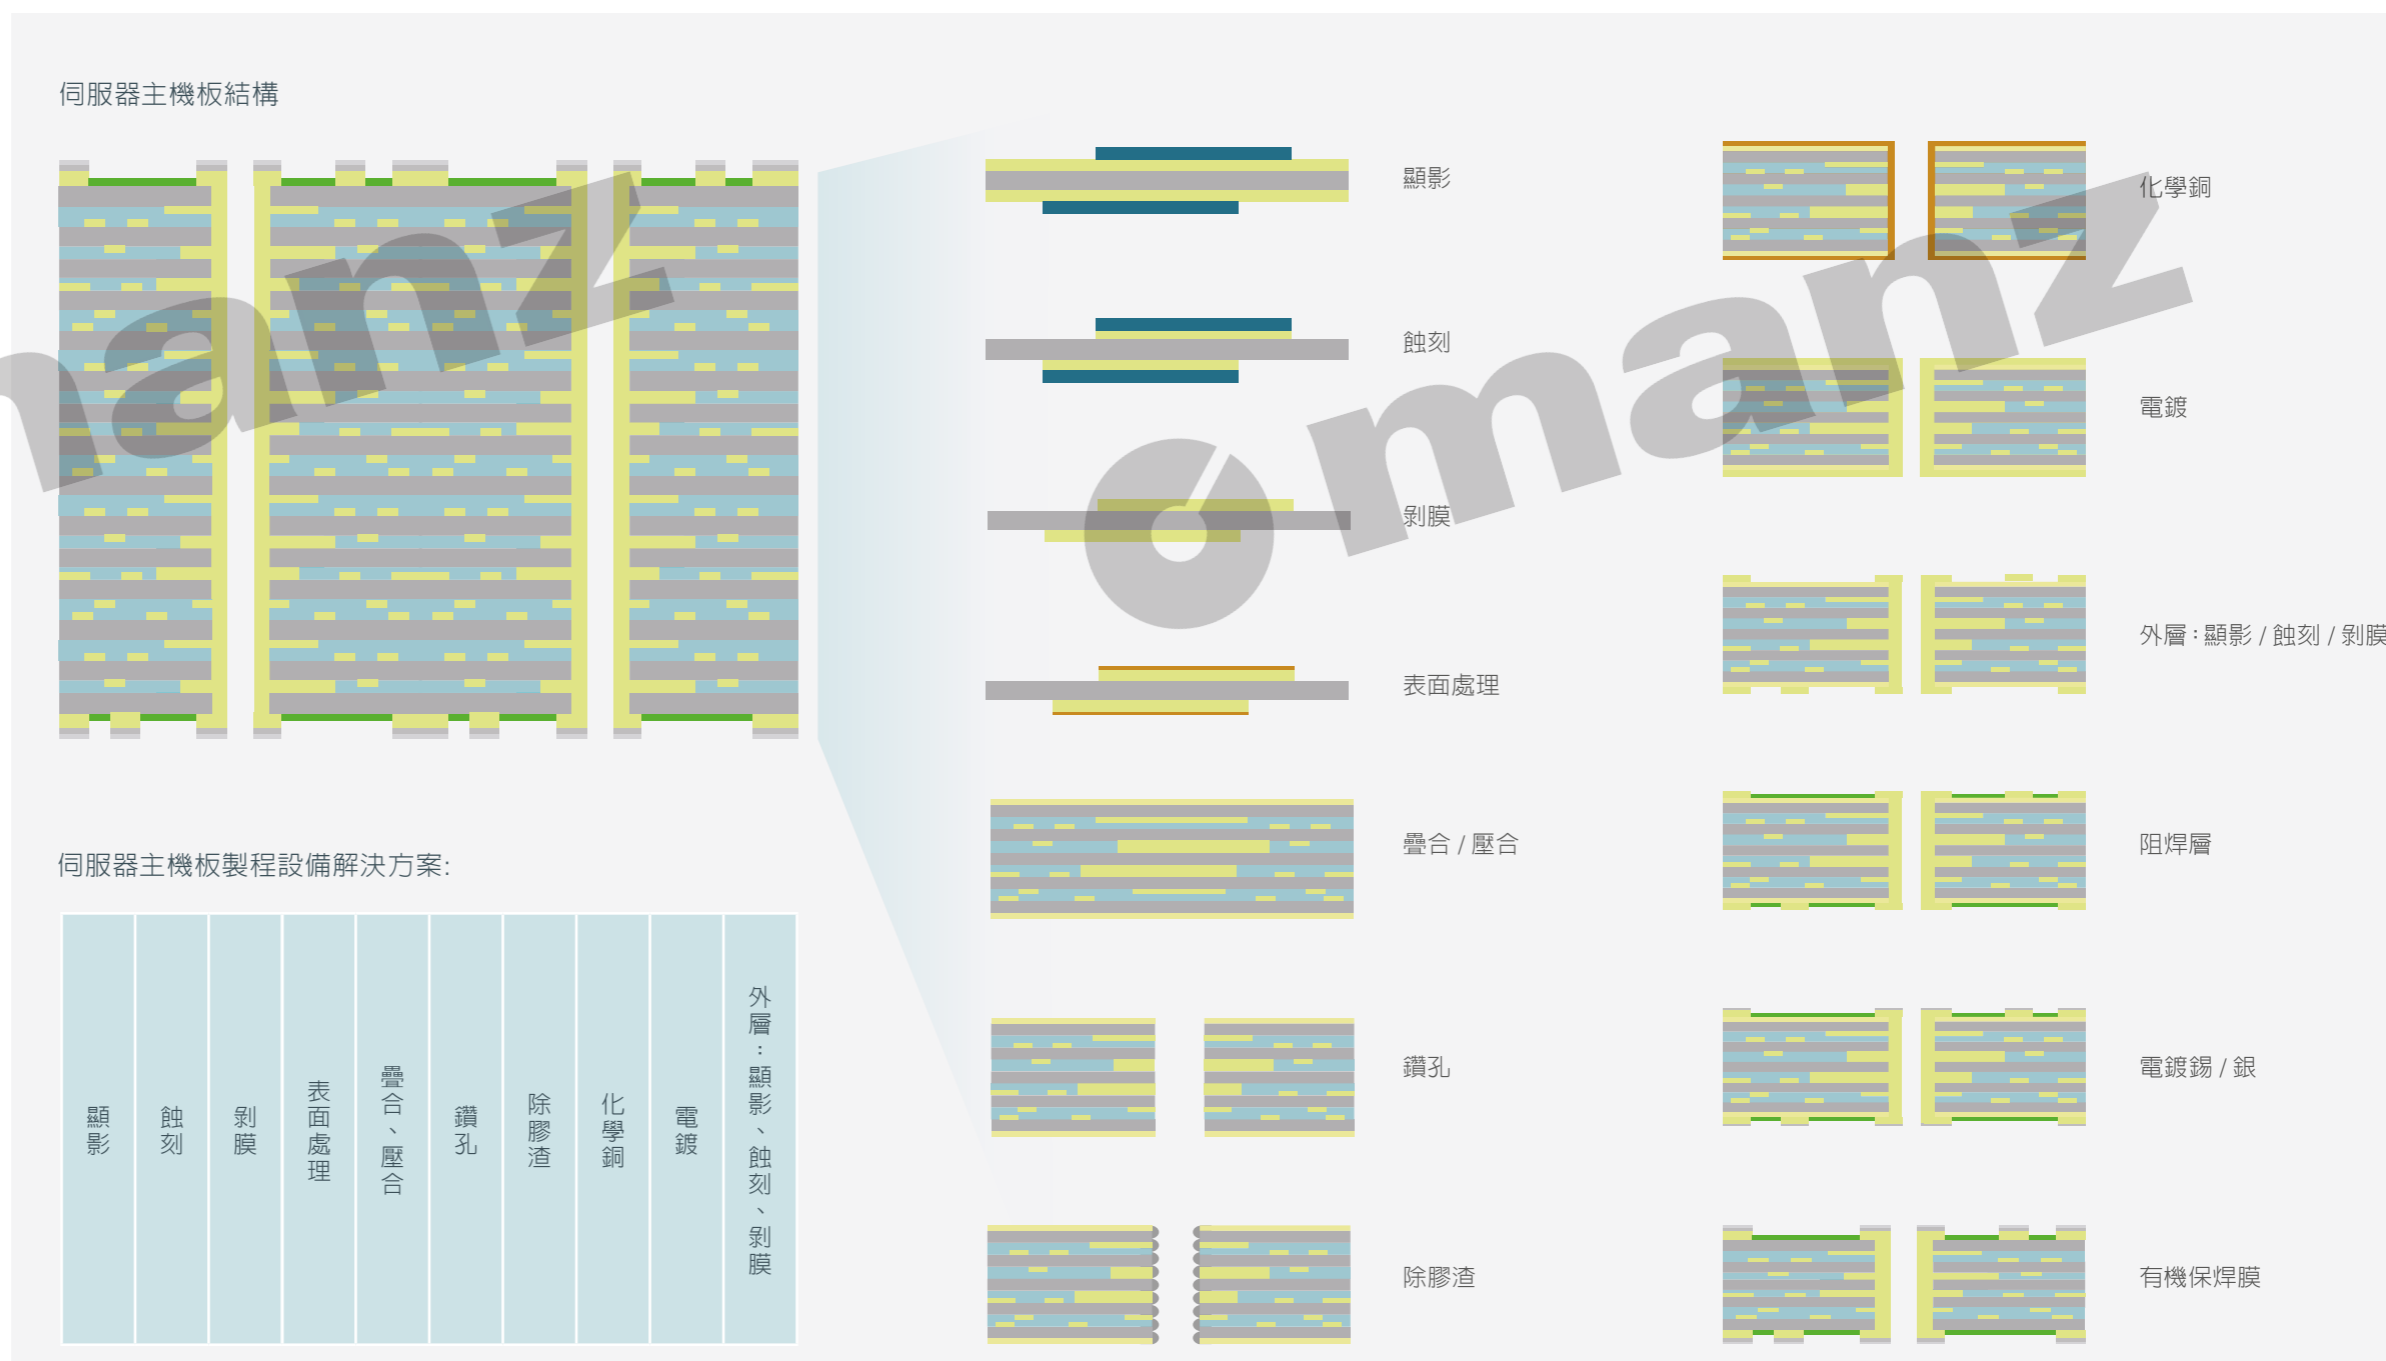 伺服器主機板結構
伺服器主機板製程設備解決方案:
顯影
蝕刻
剝膜
表面處理
疊合、壓合
鑽孔
除膠渣
化學銅
電鍍
外層：顯影、蝕刻、剝膜
顯影
蝕刻
剝膜
表面處理
疊合 / 壓合
鑽孔
除膠渣
化學銅
電鍍
外層：顯影 / 蝕刻 / 剝膜
阻焊層
電鍍錫 / 銀
有機保焊膜
manz
manz